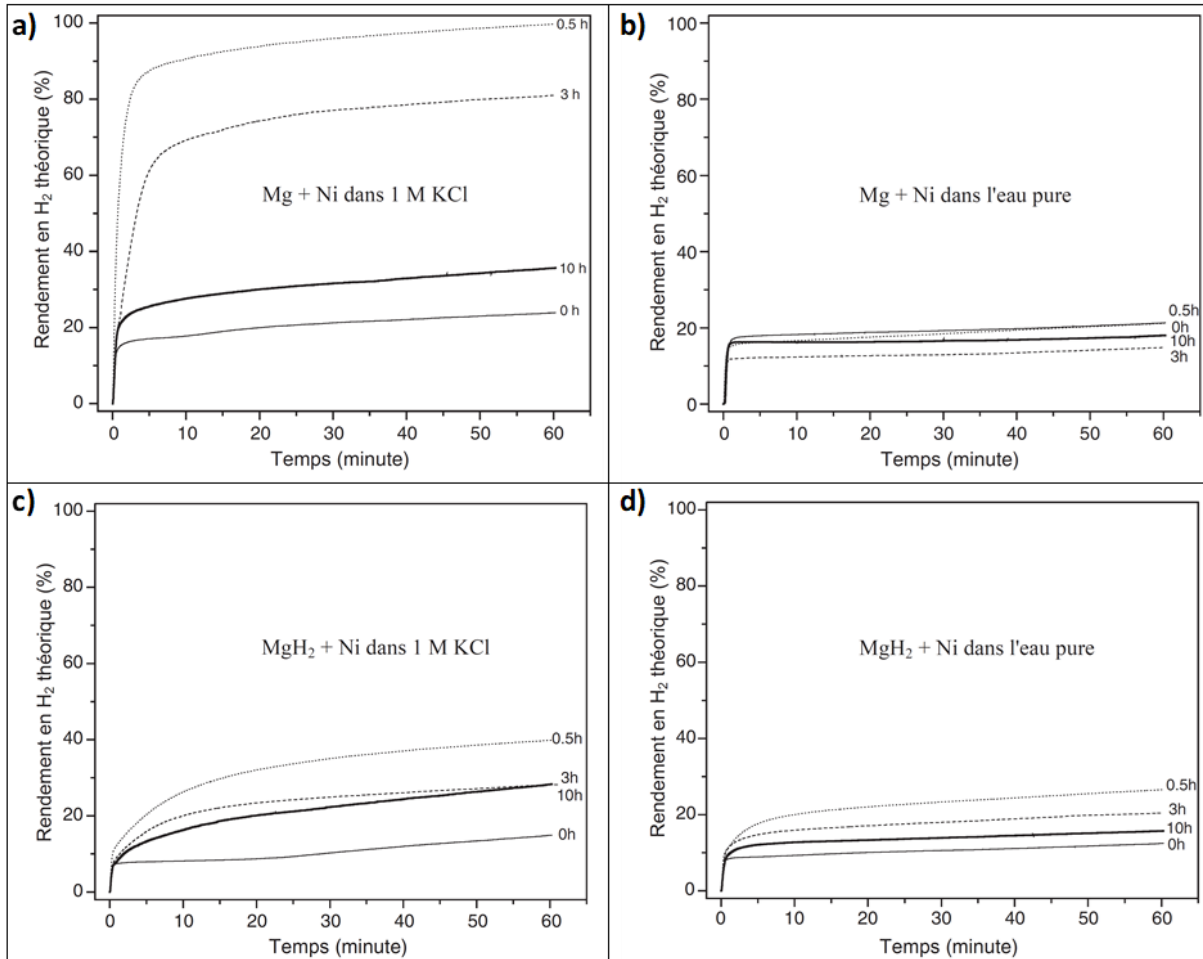 a)
Rendement en H₂ théorique (%)
100
80
60
40
20
0
0.5 h
3 h
10 h
0 h
Mg + Ni dans 1 M KCl
0 10 20 30 40 50 60
Temps (minute)
b)
Rendement en H₂ théorique (%)
100
80
60
40
20
0
Mg + Ni dans l'eau pure
0.5h
0h
10h
3h
0 10 20 30 40 50 60
Temps (minute)
c)
Rendement en H₂ théorique (%)
100
80
60
40
20
0
MgH₂ + Ni dans 1 M KCl
0.5h
3h
10h
0h
0 10 20 30 40 50 60
Temps (minute)
d)
Rendement en H₂ théorique (%)
100
80
60
40
20
0
MgH₂ + Ni dans l'eau pure
0.5h
3h
10h
0h
0 10 20 30 40 50 60
Temps (minute)